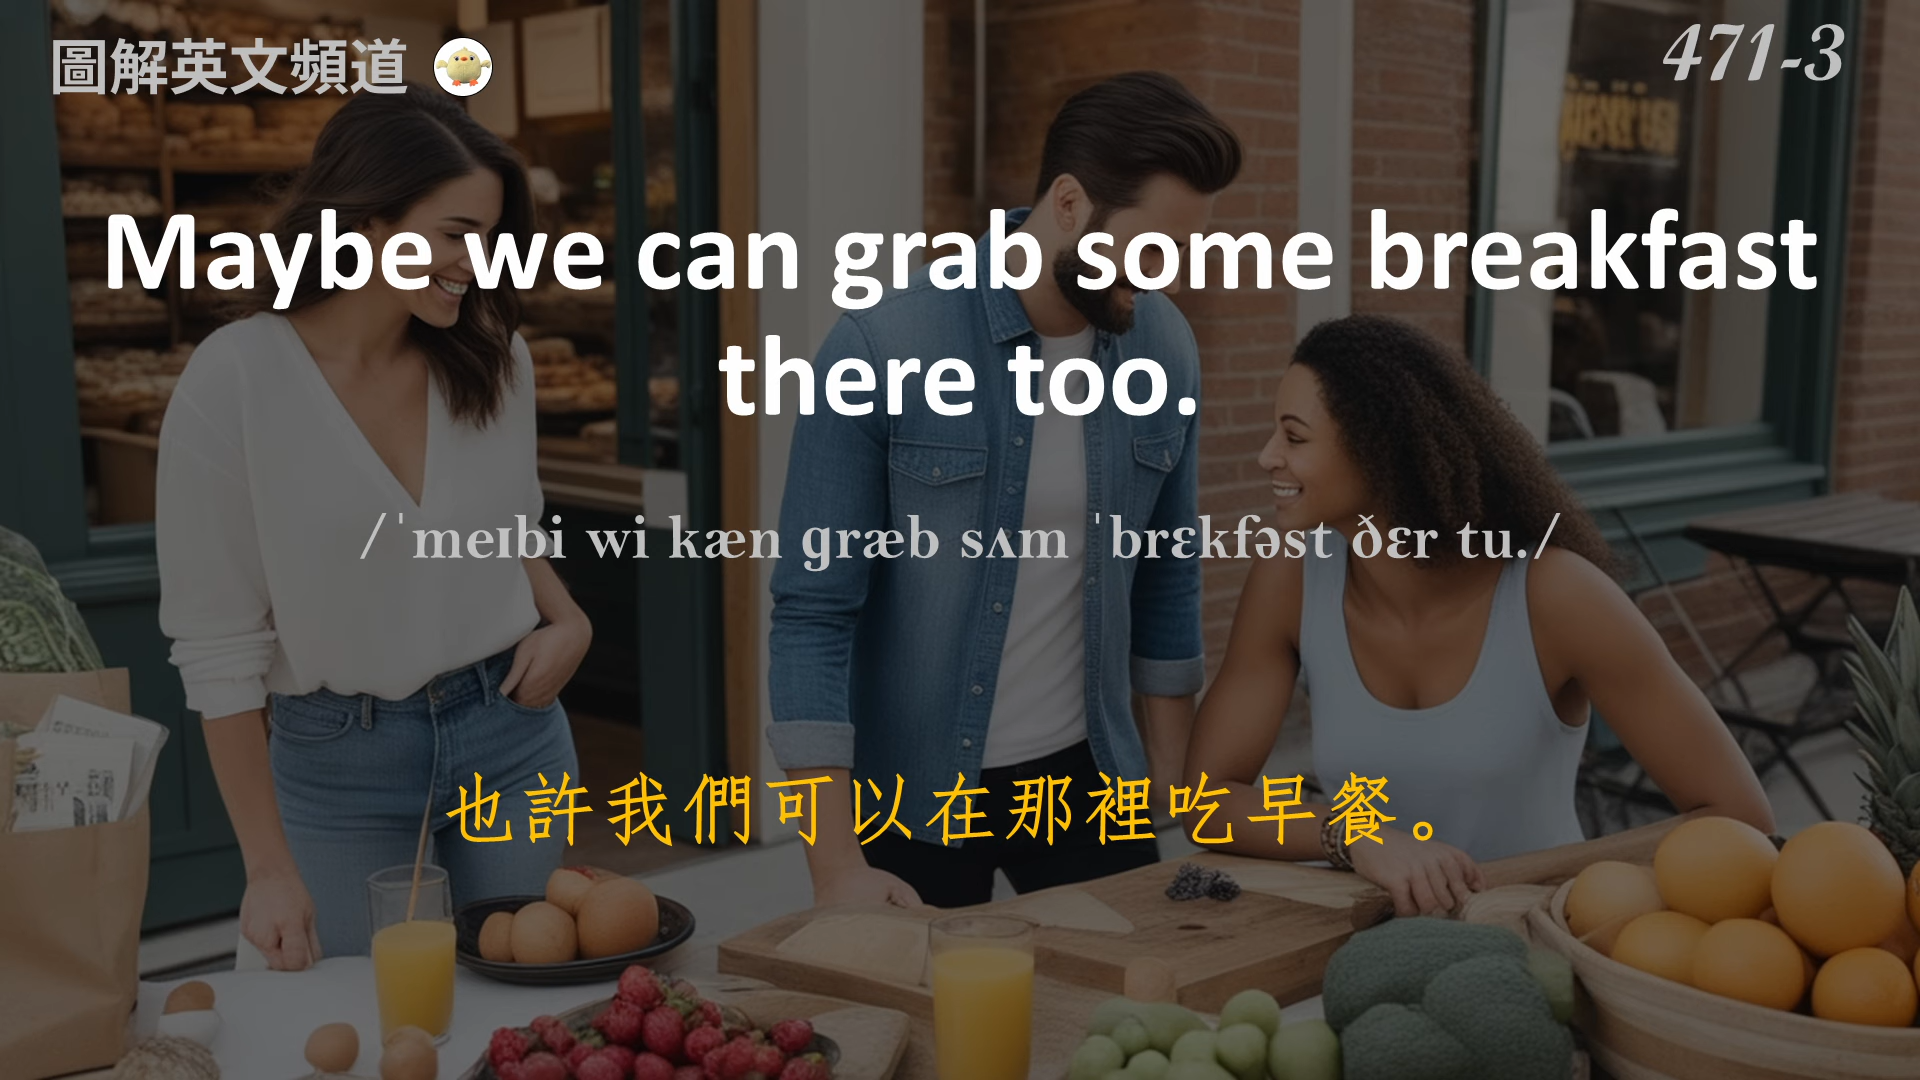 圖解英文頻道
471-3
Maybe we can grab some breakfast
there too.
/ˈmeɪbi wi kæn ɡræb sʌm ˈbrɛkfəst ðɛr tu./
也許我們可以在那裡吃早餐。